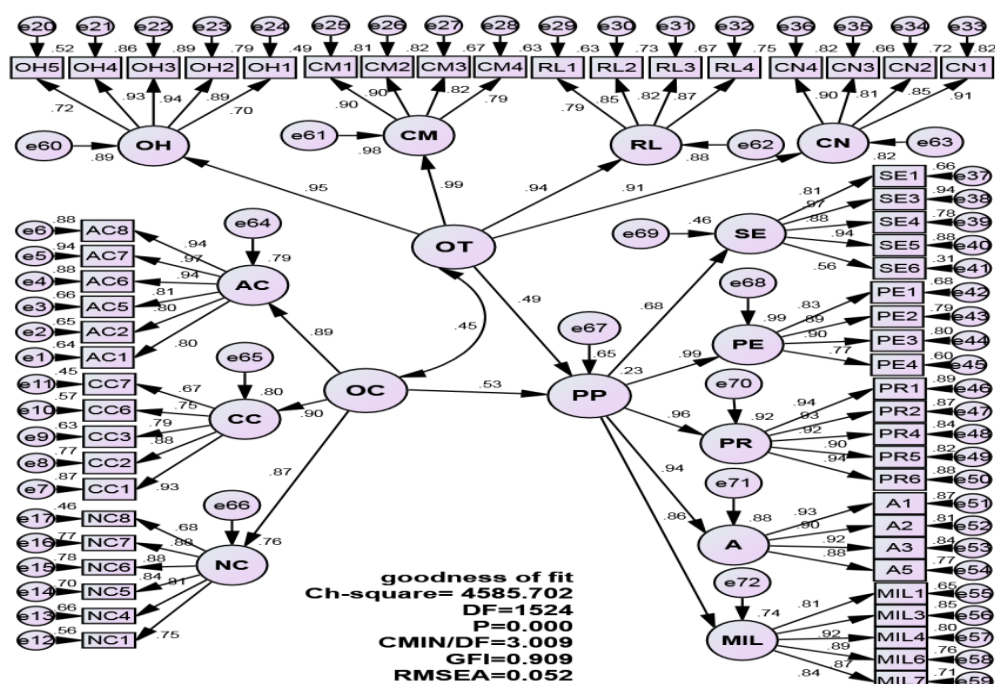 e20 e21 e22 e23 e24 e25 e26 e27 e28 e29 e30 e31 e32 e36 e35 e34 e33
.52 .86 .89 .79 .49 .81 .82 .67 .63 .63 .73 .67 .75 .82 .66 .72 .82
OH5 OH4 OH3 OH2 OH1 CM1 CM2 CM3 CM4 RL1 RL2 RL3 RL4 CN4 CN3 CN2 CN1
.72 .93 .94 .89 .70 .90 .90 .82 .79 .79 .85 .82 .87 .90 .81 .85 .91
e60 .89 OH e61 .98 CM RL .88 e62 CN .82 e63
.95 .99 .94 .91
OT
.49
.45
e6 .88 AC8 .94
e5 .94 AC7 .97
e4 .88 AC6 .94
e3 .66 AC5 .81
e2 .65 AC2 .80
e1 .64 AC1 .80
e64
.79
AC
.89
e11 .45 CC7 .67
e10 .57 CC6 .75
e9 .63 CC3 .79
e8 .77 CC2 .88
e7 .87 CC1 .93
e65
.80
CC
.90
OC
.53
.87
e17 .46 NC8 .68
e16 .77 NC7 .88
e15 .78 NC6 .88
e14 .70 NC5 .84
e13 .66 NC4 .81
e12 .56 NC1 .75
e66
.76
NC
e67
.65
PP
.23
.68
.99
.96
.94
.86
e69 .46 SE
.81 SE1 .66 e37
.97 SE3 .94 e38
.88 SE4 .78 e39
.94 SE5 .88 e40
.56 SE6 .31 e41
e68
.99
PE
.83 PE1 .68 e42
.89 PE2 .79 e43
.90 PE3 .80 e44
.77 PE4 .60 e45
e70
.92
PR
.94 PR1 .89 e46
.93 PR2 .87 e47
.92 PR4 .84 e48
.90 PR5 .82 e49
.94 PR6 .88 e50
e71
.88
A
.93 A1 .87 e51
.90 A2 .81 e52
.92 A3 .84 e53
.88 A5 .77 e54
e72
.74
MIL
.81 MIL1 .65 e55
.92 MIL3 .85 e56
.89 MIL4 .80 e57
.87 MIL6 .76 e58
.84 MIL7 .71 e59
goodness of fit
Ch-square= 4585.702
DF=1524
P=0.000
CMIN/DF=3.009
GFI=0.909
RMSEA=0.052